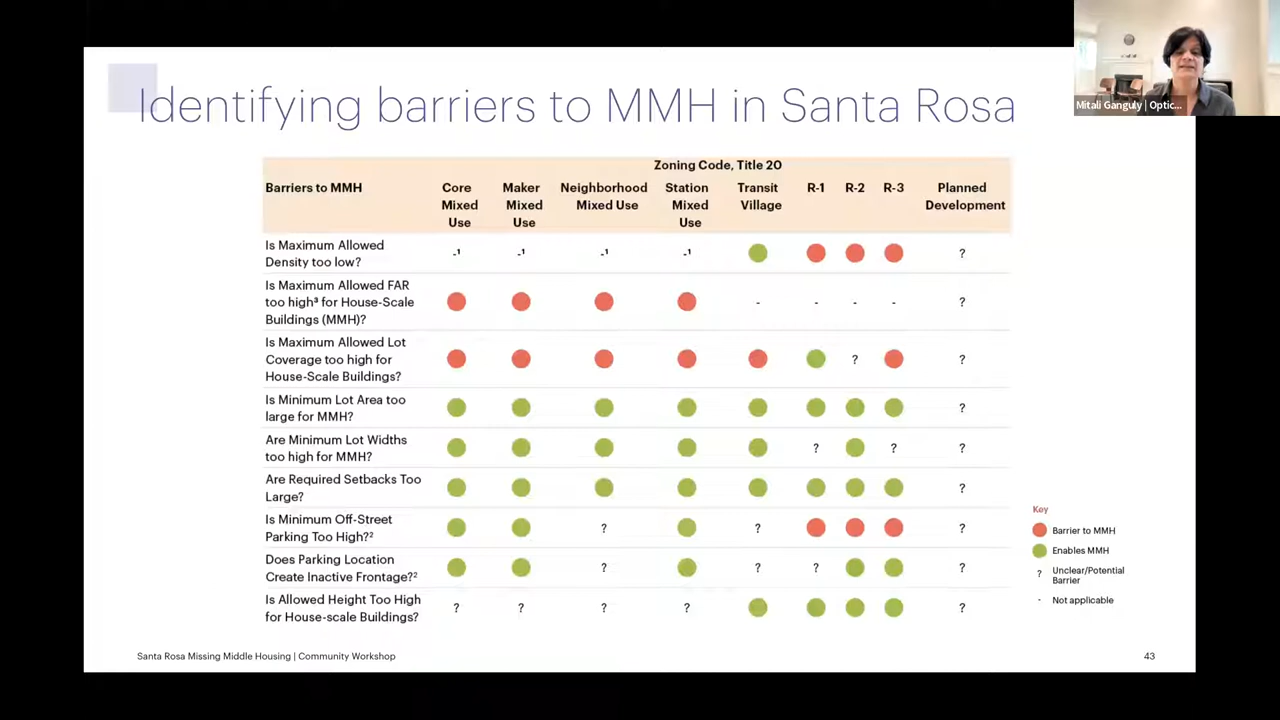 Identifying barriers to MMH in Santa Rosa
Mitali Ganguly | Optic...
Zoning Code, Title 20
Barriers to MMH
Core Mixed Use
Maker Mixed Use
Neighborhood Mixed Use
Station Mixed Use
Transit Village
R-1
R-2
R-3
Planned Development
Is Maximum Allowed
Density too low?
-¹ -¹ -¹ -¹ ?
Is Maximum Allowed FAR
too high³ for House-Scale
Buildings (MMH)?
- - - - ?
Is Maximum Allowed Lot
Coverage too high for
House-Scale Buildings?
? ?
Is Minimum Lot Area too
large for MMH?
?
Are Minimum Lot Widths
too high for MMH?
? ? ?
Are Required Setbacks Too
Large?
?
Is Minimum Off-Street
Parking Too High?²
? ? ?
Does Parking Location
Create Inactive Frontage?²
? ? ? ?
Is Allowed Height Too High
for House-scale Buildings?
? ? ? ? ?
Key
Barrier to MMH
Enables MMH
? Unclear/Potential
Barrier
- Not applicable
Santa Rosa Missing Middle Housing | Community Workshop
43